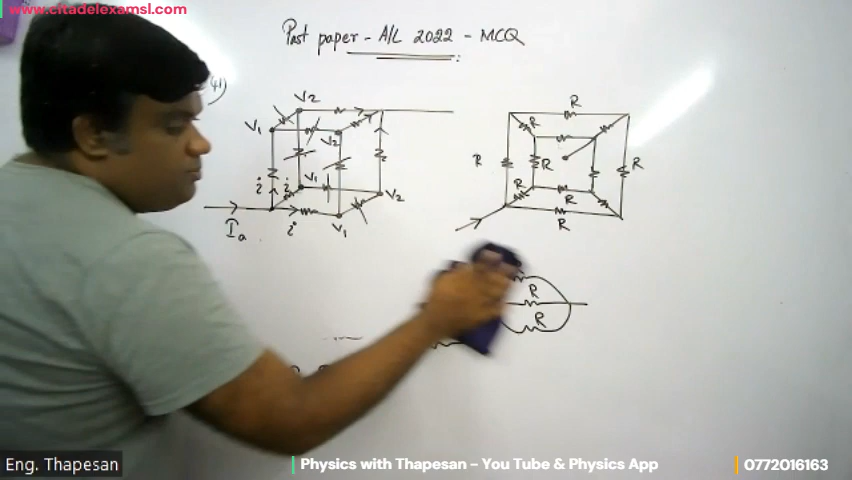 www.citadelexamsl.com
Past paper - A/L 2022 - MCQ
41)
V2
V1
V2
V1
V2
i
i
i
V1
Ia
R
R
R
R
R
R
R
R
R
R
Eng. Thapesan
Physics with Thapesan - You Tube & Physics App
0772016163